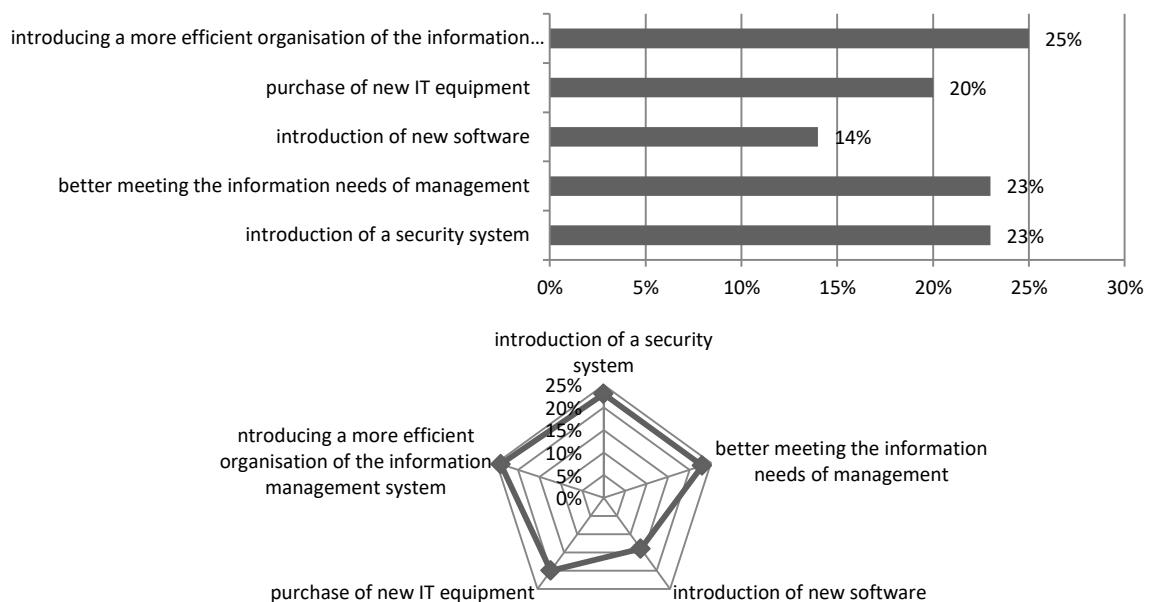 introducing a more efficient organisation of the information... 25%
purchase of new IT equipment 20%
introduction of new software 14%
better meeting the information needs of management 23%
introduction of a security system 23%
0% 5% 10% 15% 20% 25% 30%
introduction of a security
system
25%
20%
15%
10%
5%
0%
better meeting the information
needs of management
introduction of new software
purchase of new IT equipment
ntroducing a more efficient
organisation of the information
management system